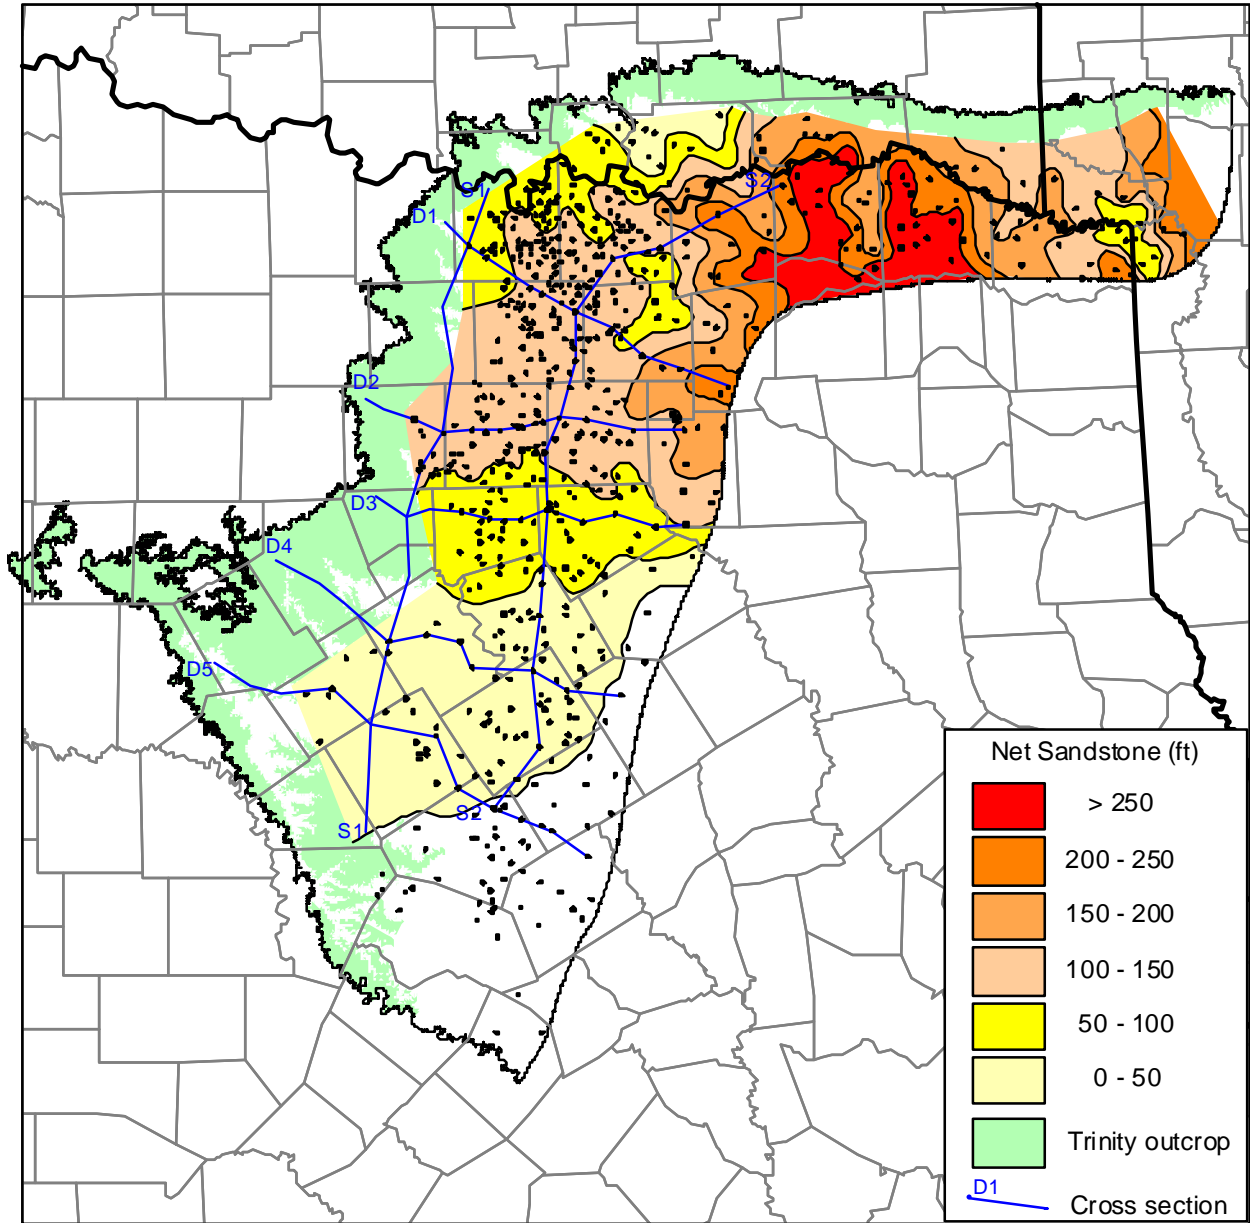 S1
S2
D1
D2
D3
D4
D5
S2
S1
Net Sandstone (ft)
> 250
200 - 250
150 - 200
100 - 150
50 - 100
0 - 50
Trinity outcrop
D1
Cross section